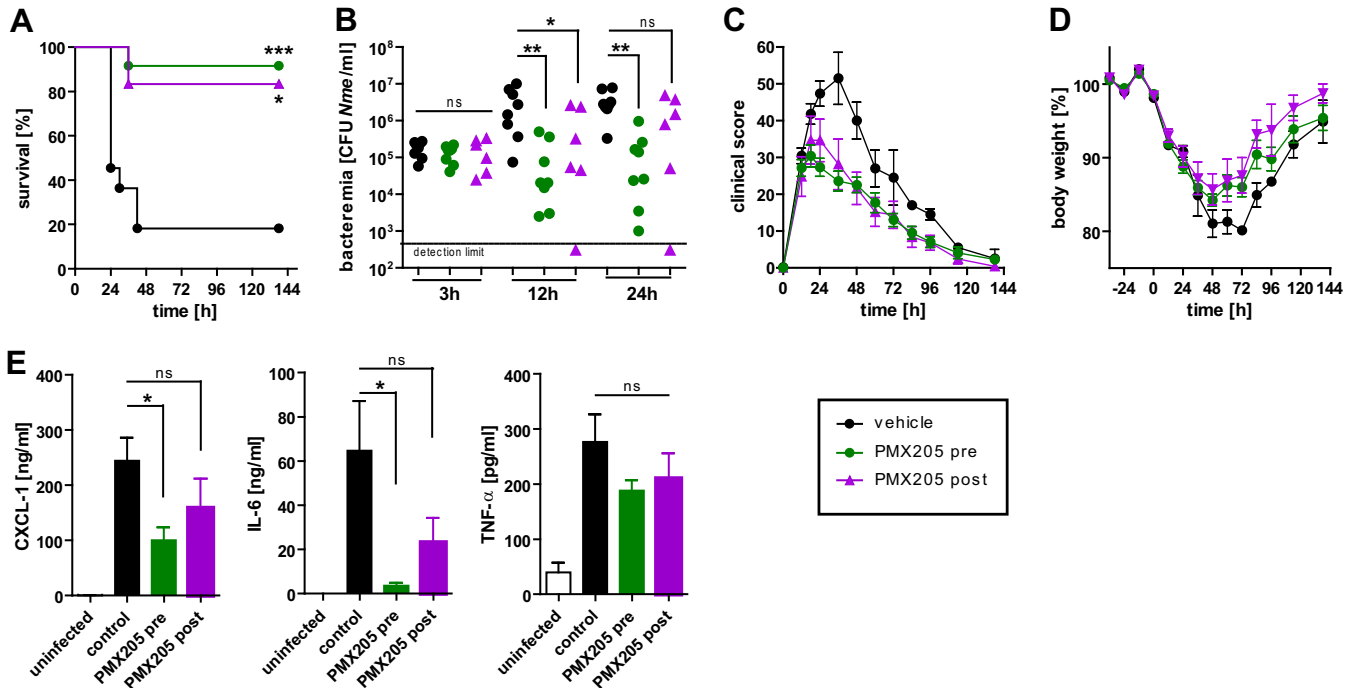 A
survival [%]
100
80
60
40
20
0
***
*
0 24 48 72 96 120 144
time [h]
B
bacteremia [CFU Nme/ml]
10⁸
10⁷
10⁶
10⁵
10⁴
10³
10²
ns
*
**
ns
**
detection limit
3h 12h 24h
C
clinical score
60
50
40
30
20
10
0
0 24 48 72 96 120 144
time [h]
D
body weight [%]
100
90
80
-24 0 24 48 72 96 120 144
time [h]
E
CXCL-1 [ng/ml]
400
300
200
100
0
ns
*
uninfected
control
PMX205 pre
PMX205 post
IL-6 [ng/ml]
100
80
60
40
20
0
ns
*
uninfected
control
PMX205 pre
PMX205 post
TNF-α [pg/ml]
400
300
200
100
0
ns
uninfected
control
PMX205 pre
PMX205 post
vehicle
PMX205 pre
PMX205 post